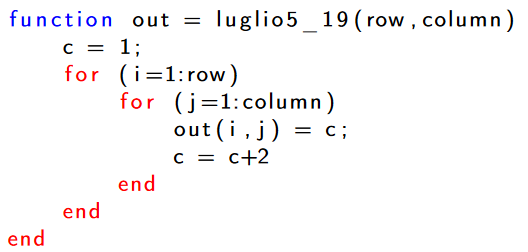 function out = luglio5_19(row,column)
c = 1;
for (i=1:row)
for (j=1:column)
out(i,j) = c;
c = c+2
end
end
end